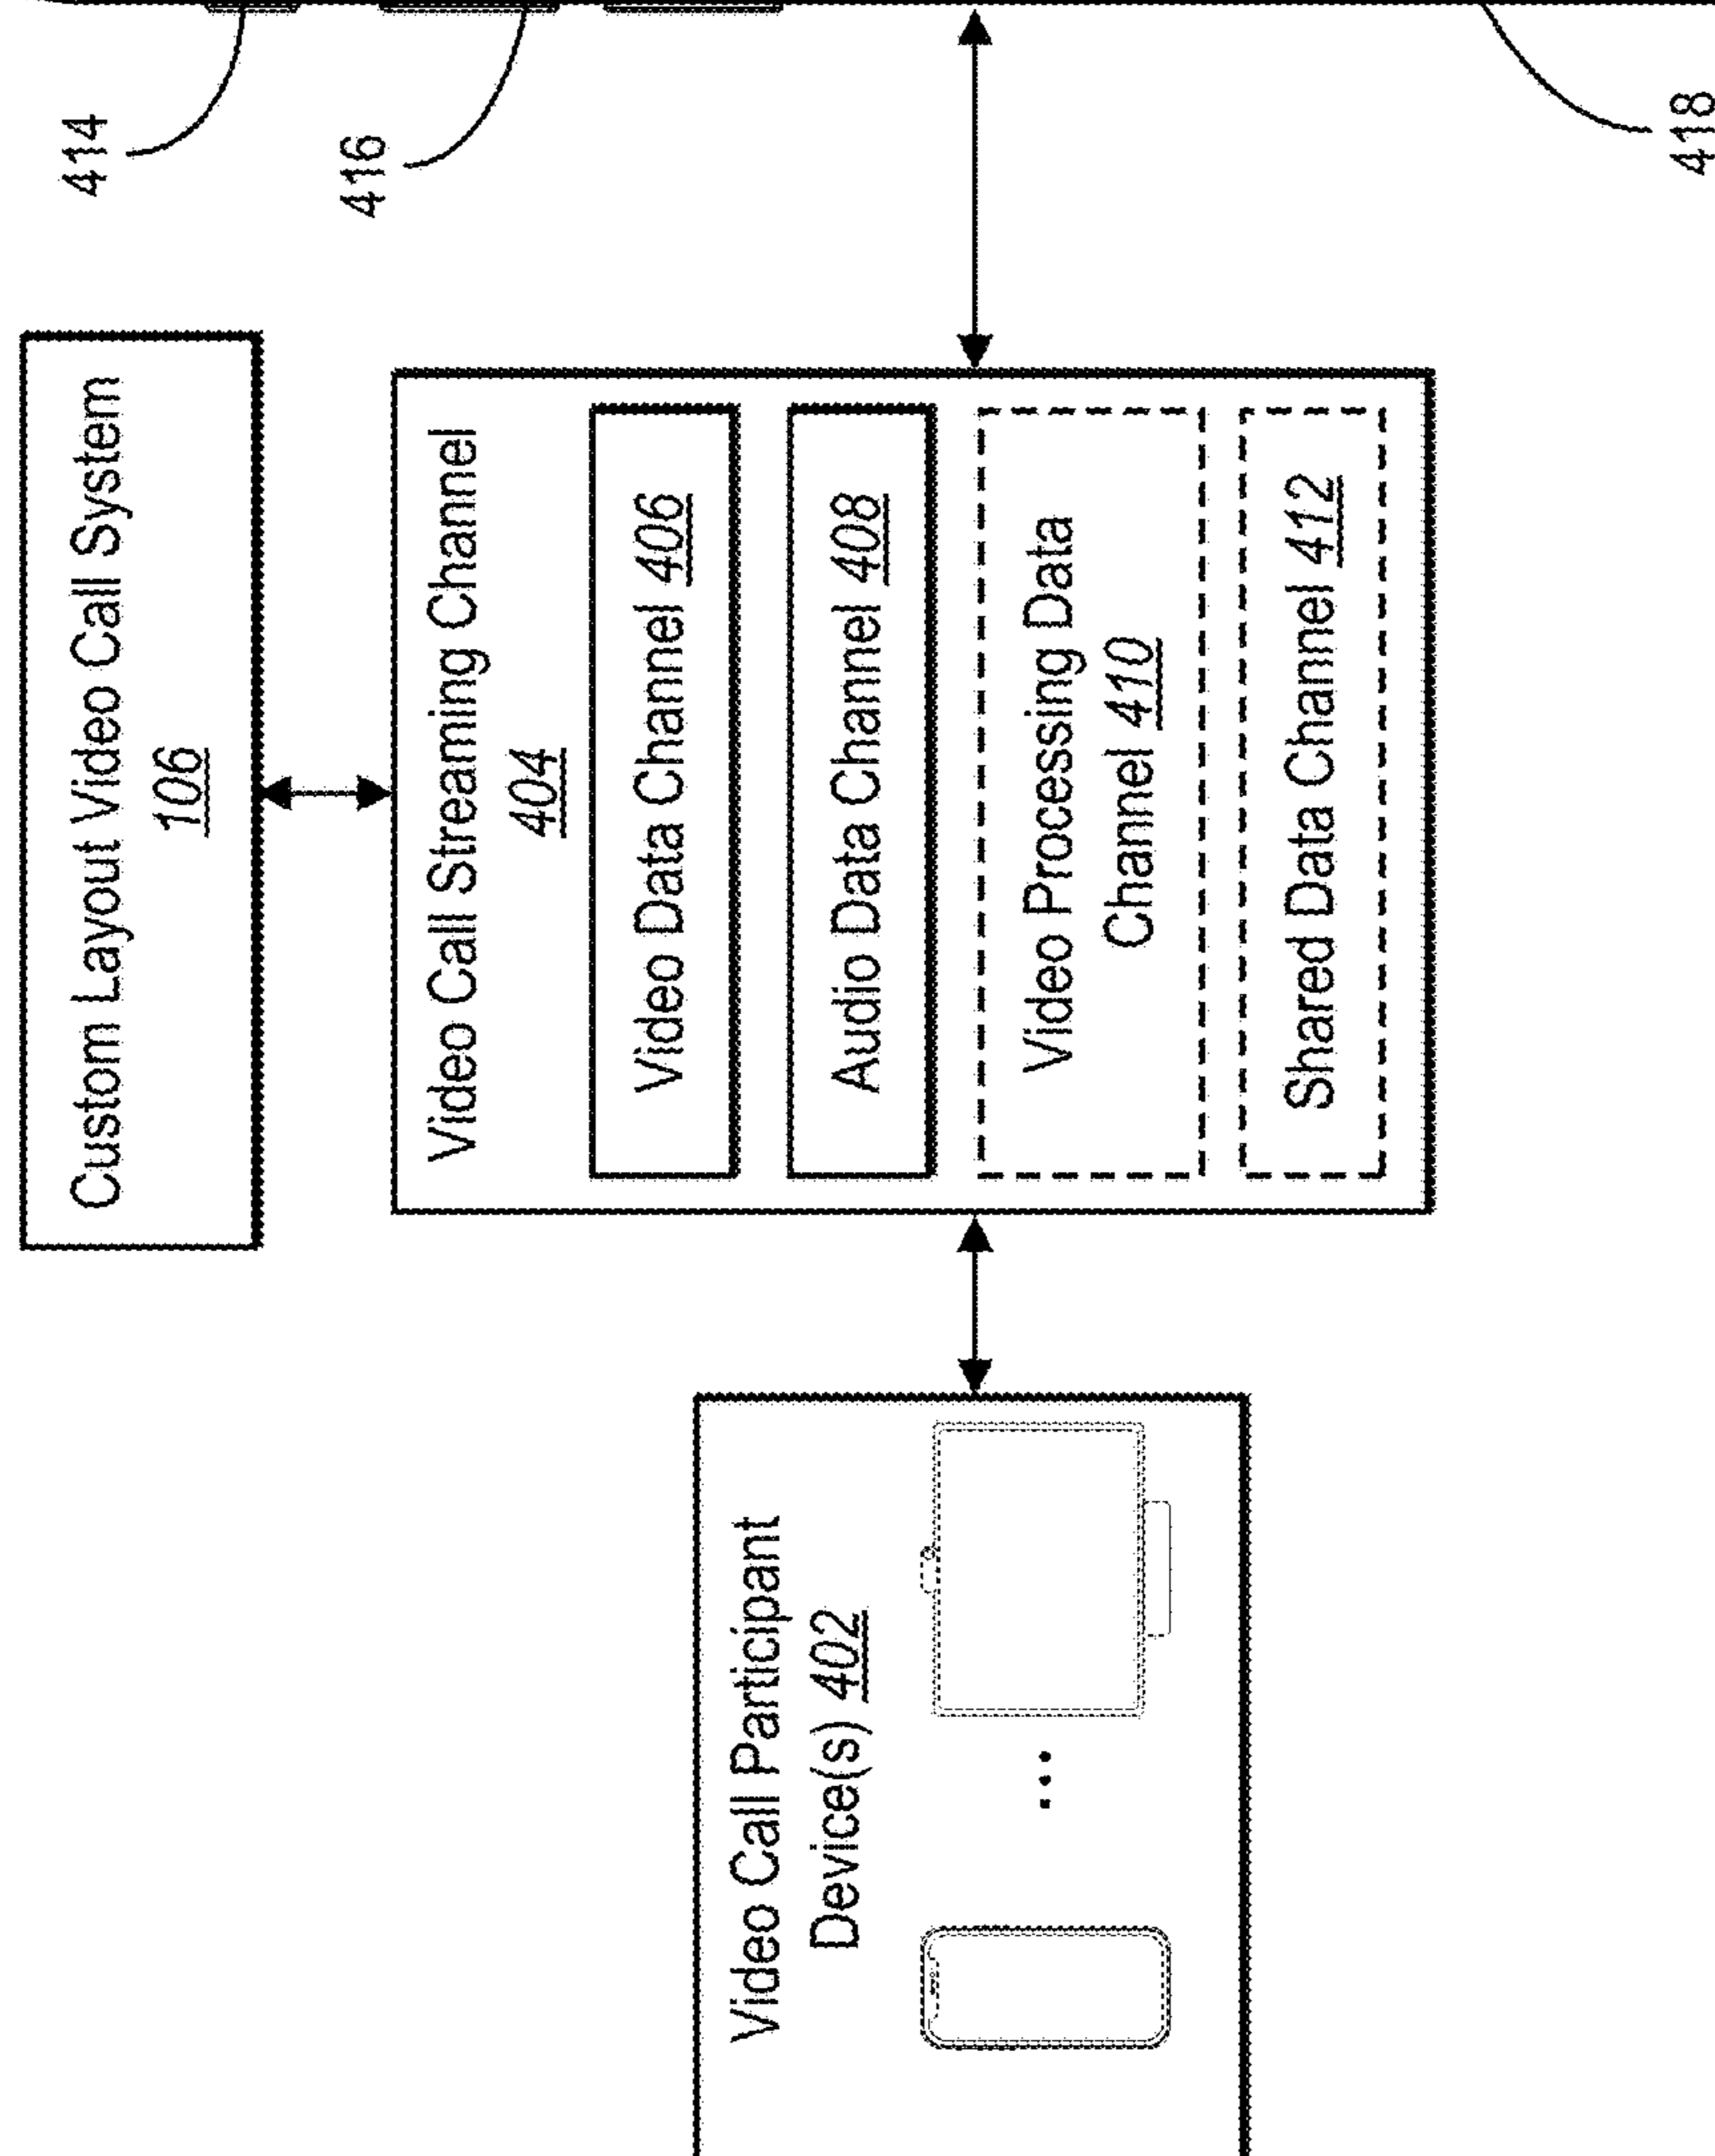 Custom Layout Video Call System
106
Video Call Streaming Channel
404
Video Data Channel 406
Audio Data Channel 408
Video Processing Data
Channel 410
Shared Data Channel 412
Video Call Participant
Device(s) 402
...
414
416
418